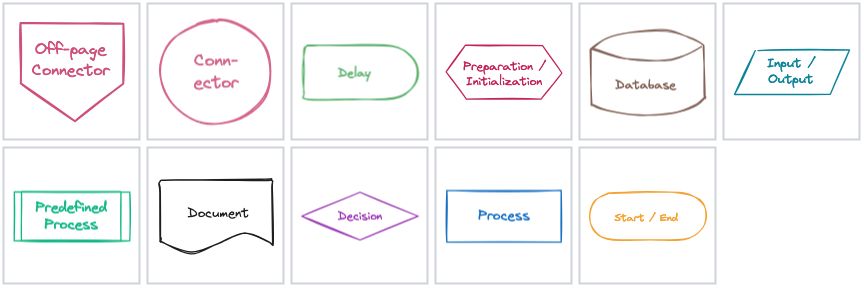 Off-page
Connector
Conn-
ector
Delay
Preparation /
Initialization
Database
Input /
Output
Predefined
Process
Document
Decision
Process
Start / End